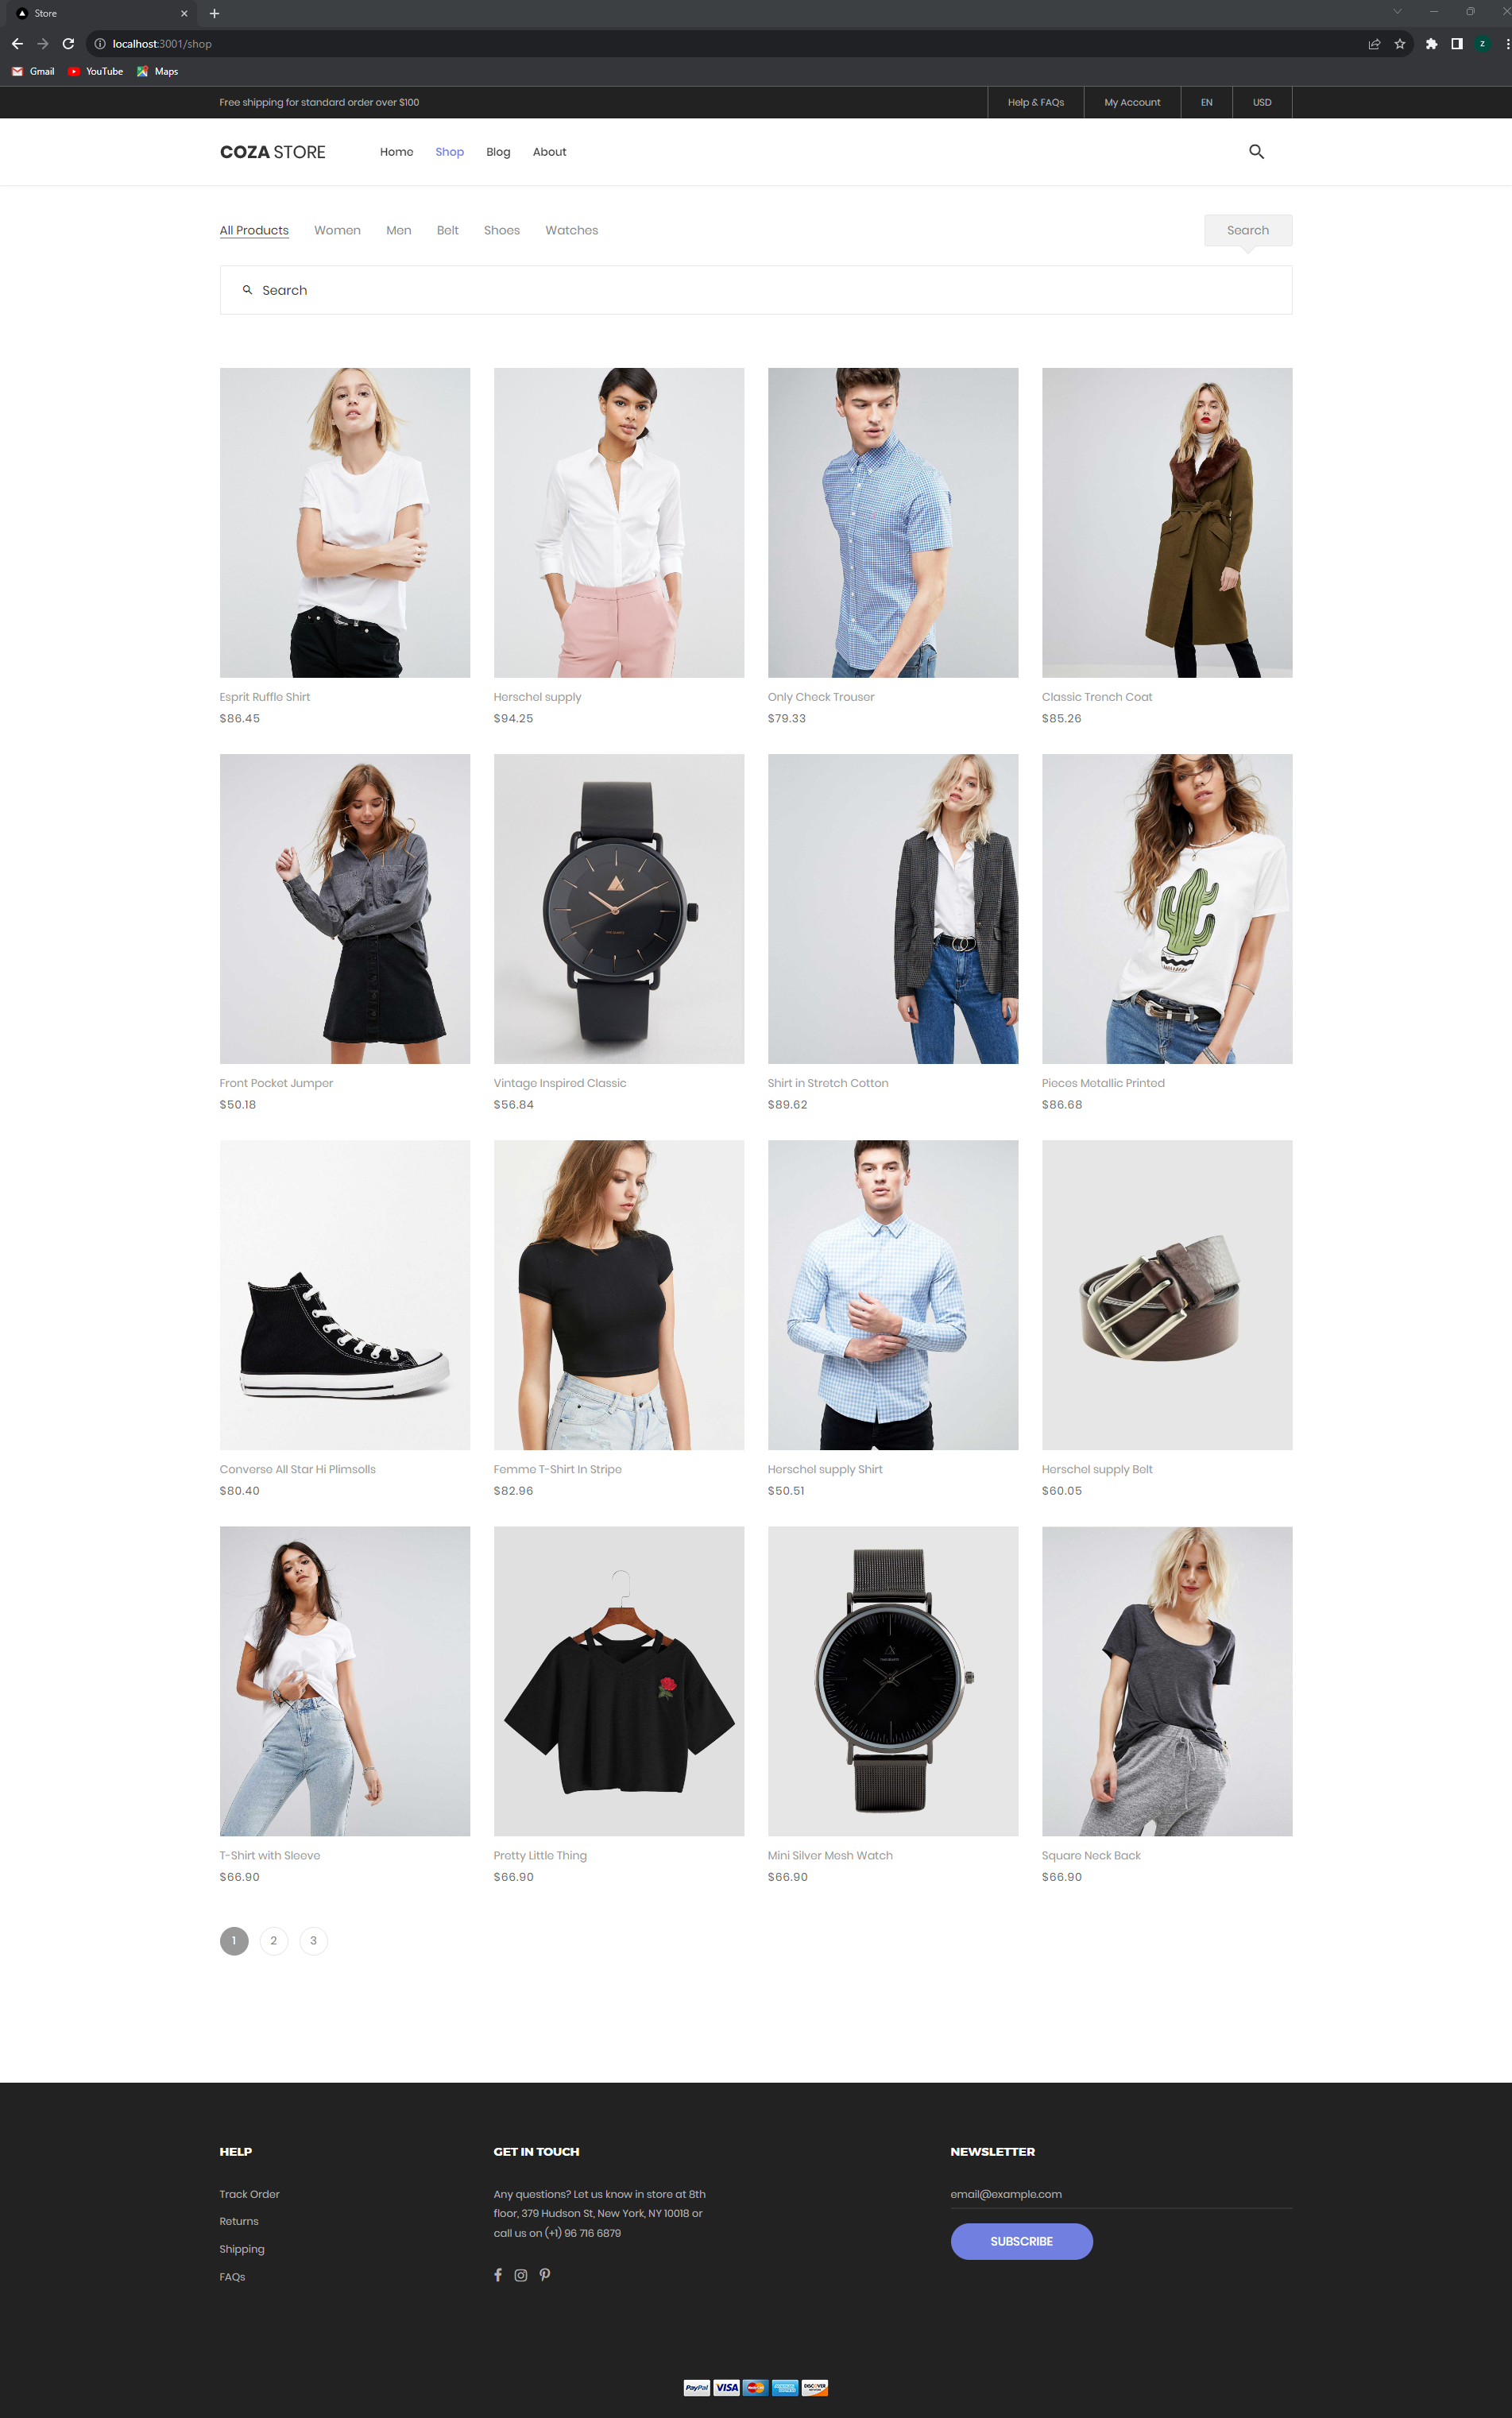 Store
localhost:3001/shop
Z
Gmail YouTube Maps
Free shipping for standard order over $100 Help & FAQs My Account EN USD
COZA STORE Home Shop Blog About
All Products Women Men Belt Shoes Watches Search
Search
Esprit Ruffle Shirt Herschel supply Only Check Trouser Classic Trench Coat
$86.45 $94.25 $79.33 $85.26
Front Pocket Jumper Vintage Inspired Classic Shirt in Stretch Cotton Pieces Metallic Printed
$50.18 $56.84 $89.62 $86.68
Converse All Star Hi Plimsolls Femme T-Shirt In Stripe Herschel supply Shirt Herschel supply Belt
$80.40 $82.96 $50.51 $60.05
T-Shirt with Sleeve Pretty Little Thing Mini Silver Mesh Watch Square Neck Back
$66.90 $66.90 $66.90 $66.90
1 2 3
HELP
Track Order
Returns
Shipping
FAQs
GET IN TOUCH
Any questions? Let us know in store at 8th
floor, 379 Hudson St, New York, NY 10018 or
call us on (+1) 96 716 6879
NEWSLETTER
email@example.com
SUBSCRIBE
PayPal VISA MasterCard DISCOVER